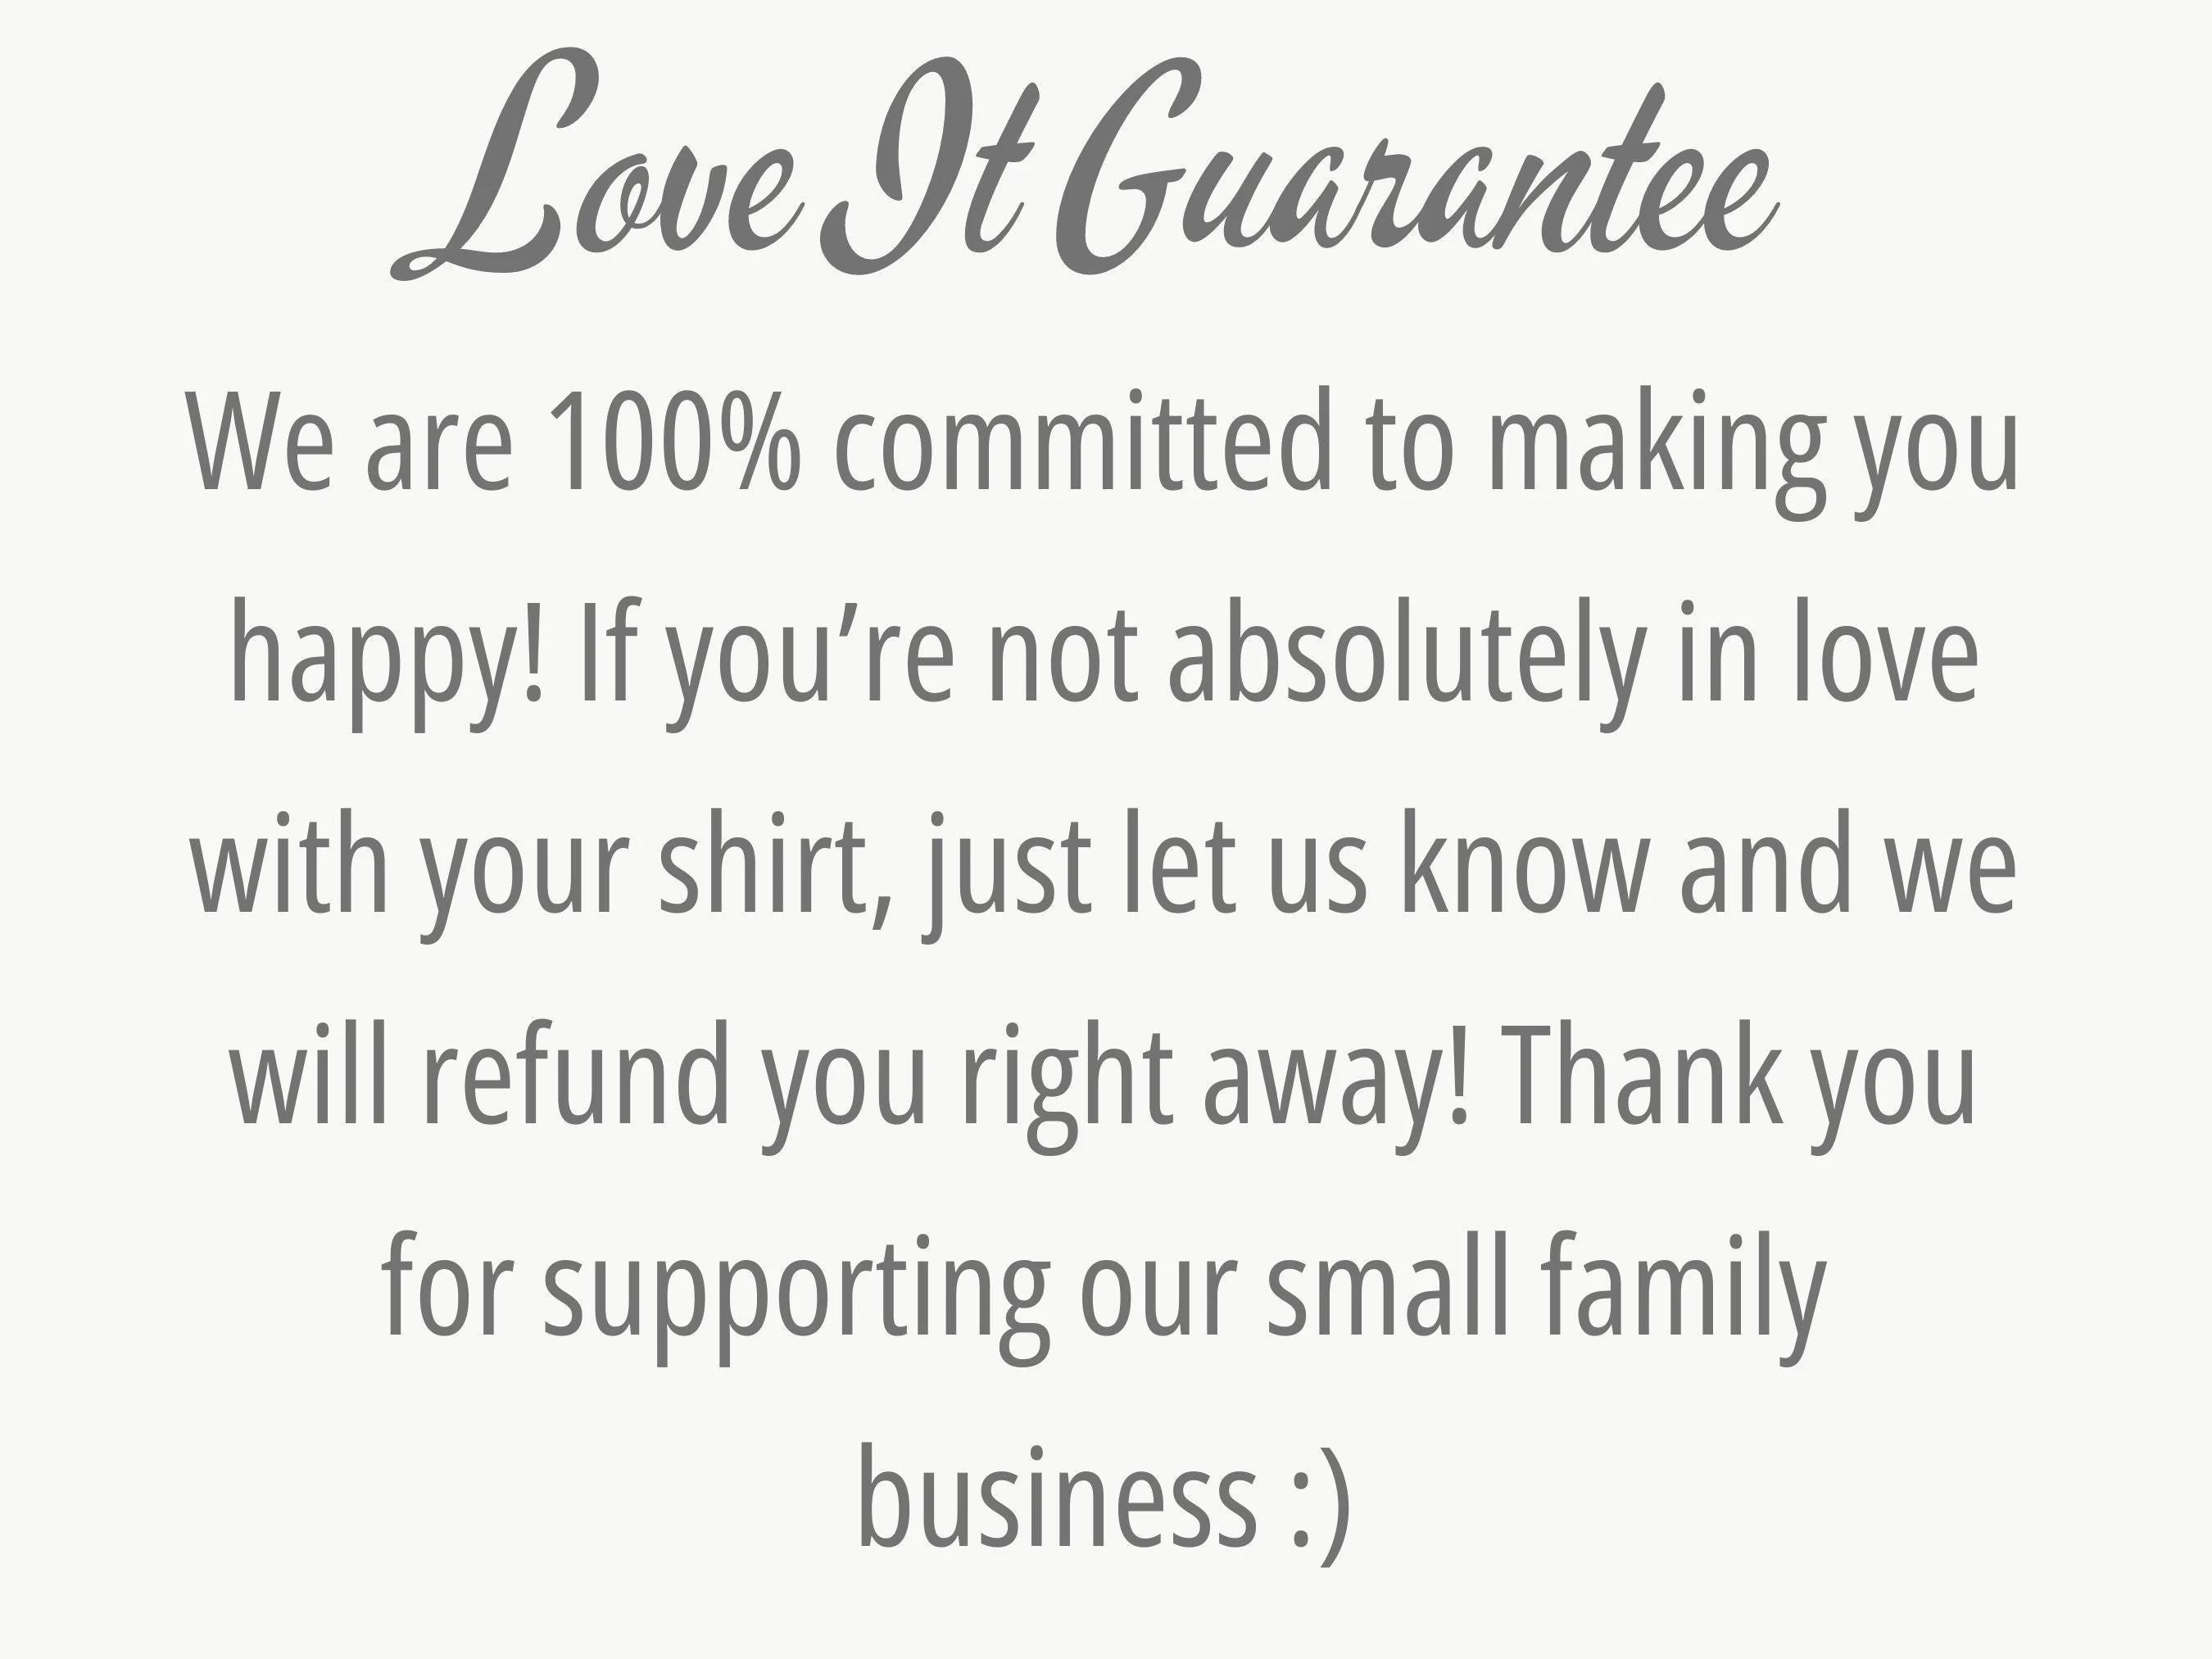 Love It Guarantee
We are 100% committed to making you
happy! If you’re not absolutely in love
with your shirt, just let us know and we
will refund you right away! Thank you
for supporting our small family
business :)